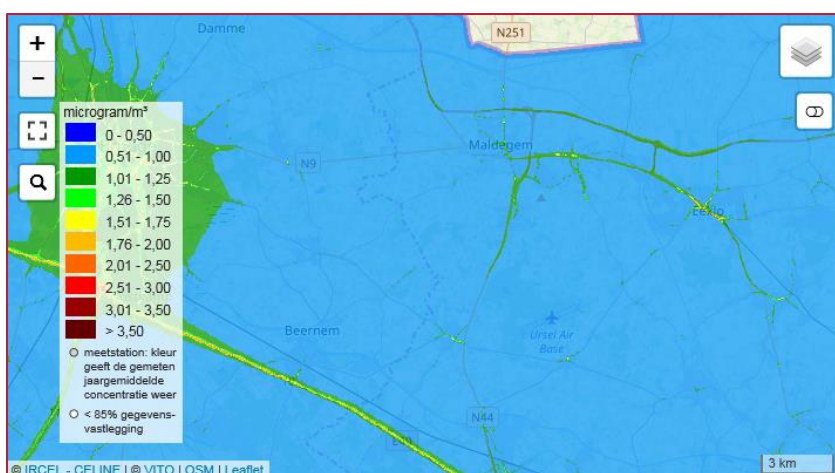 Damme
N251
+
−
microgram/m³
0 - 0,50
0,51 - 1,00
1,01 - 1,25
1,26 - 1,50
1,51 - 1,75
1,76 - 2,00
2,01 - 2,50
2,51 - 3,00
3,01 - 3,50
> 3,50
meetstation: kleur
geeft de gemeten
jaargemiddelde
concentratie weer
< 85% gegevens-
vastlegging
N9
Maldegem
Eeklo
Beernem
Ursel Air
Base
N44
E40
3 km
© IRCEL - CELINE | © VITO | OSM | Leaflet